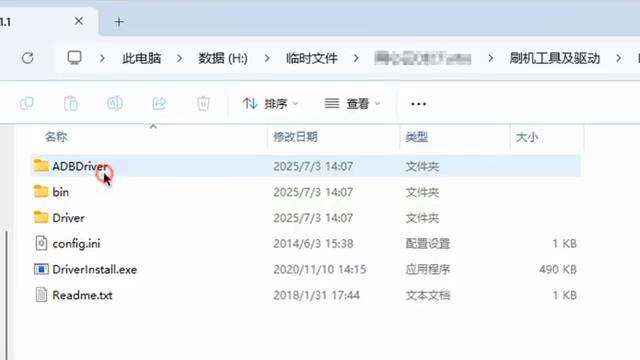 1.1
此电脑 > 数据 (H:) > 临时文件 > 刷机工具及驱动 >
排序 查看
名称 修改日期 类型 大小
ADBDriver 2025/7/3 14:07 文件夹
bin 2025/7/3 14:07 文件夹
Driver 2025/7/3 14:07 文件夹
config.ini 2014/6/3 15:38 配置设置 1 KB
DriverInstall.exe 2020/11/10 14:15 应用程序 490 KB
Readme.txt 2018/1/31 17:44 文本文档 1 KB